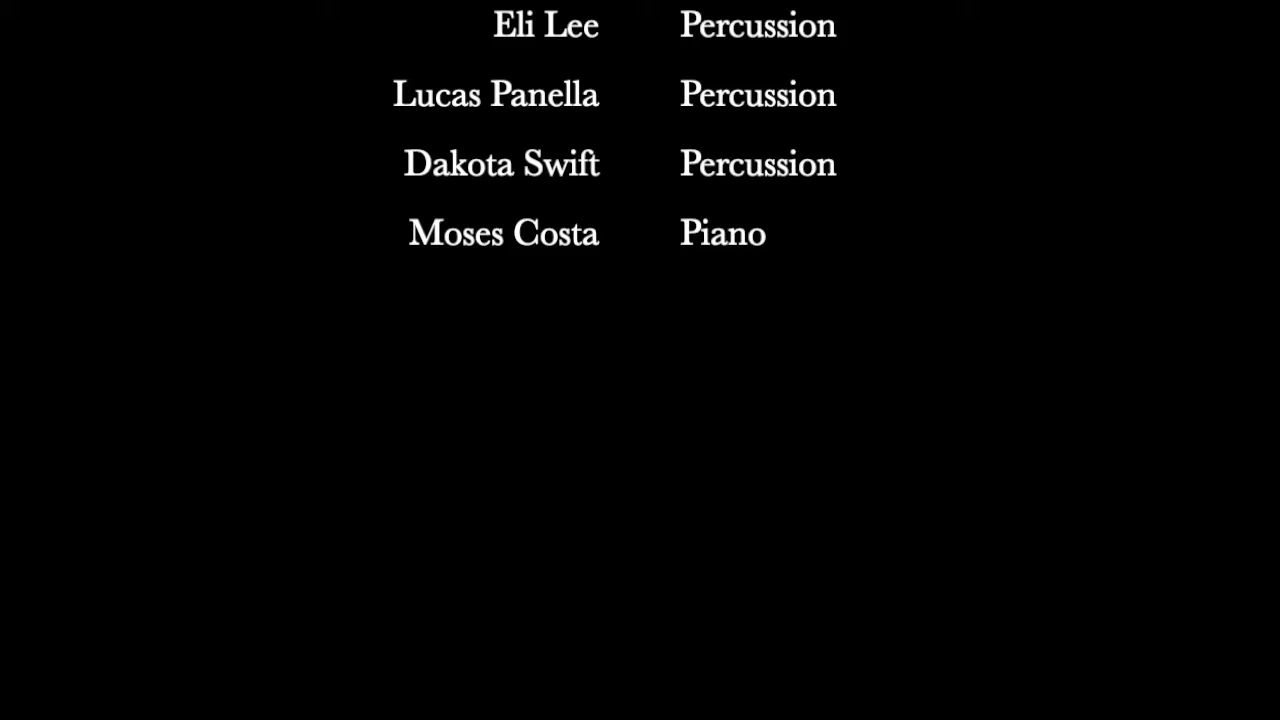 Eli Lee Percussion
Lucas Panella Percussion
Dakota Swift Percussion
Moses Costa Piano